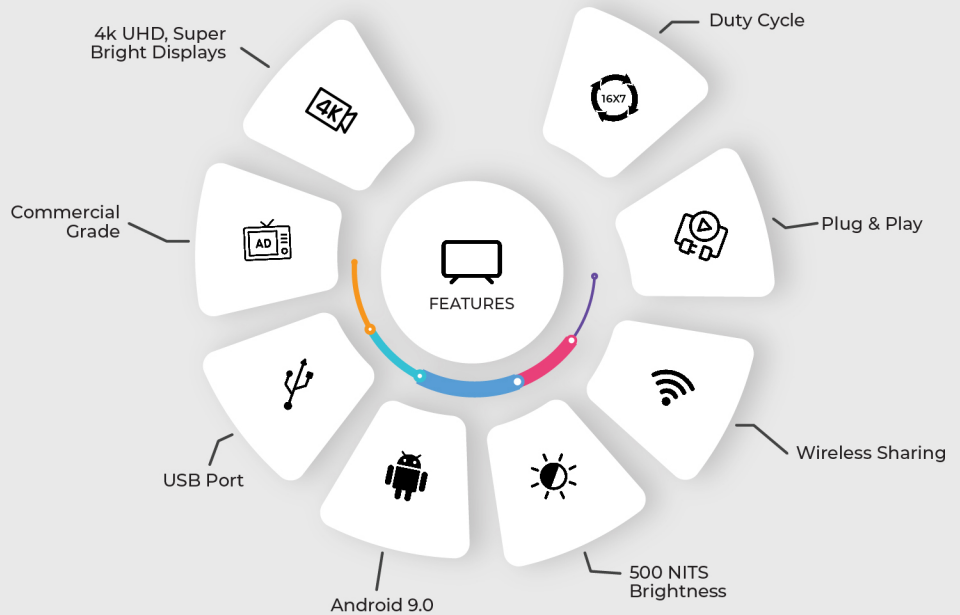 4k UHD, Super
Bright Displays
4K
Duty Cycle
16X7
Commercial
Grade
AD
Plug & Play
FEATURES
USB Port
Wireless Sharing
Android 9.0
500 NITS
Brightness